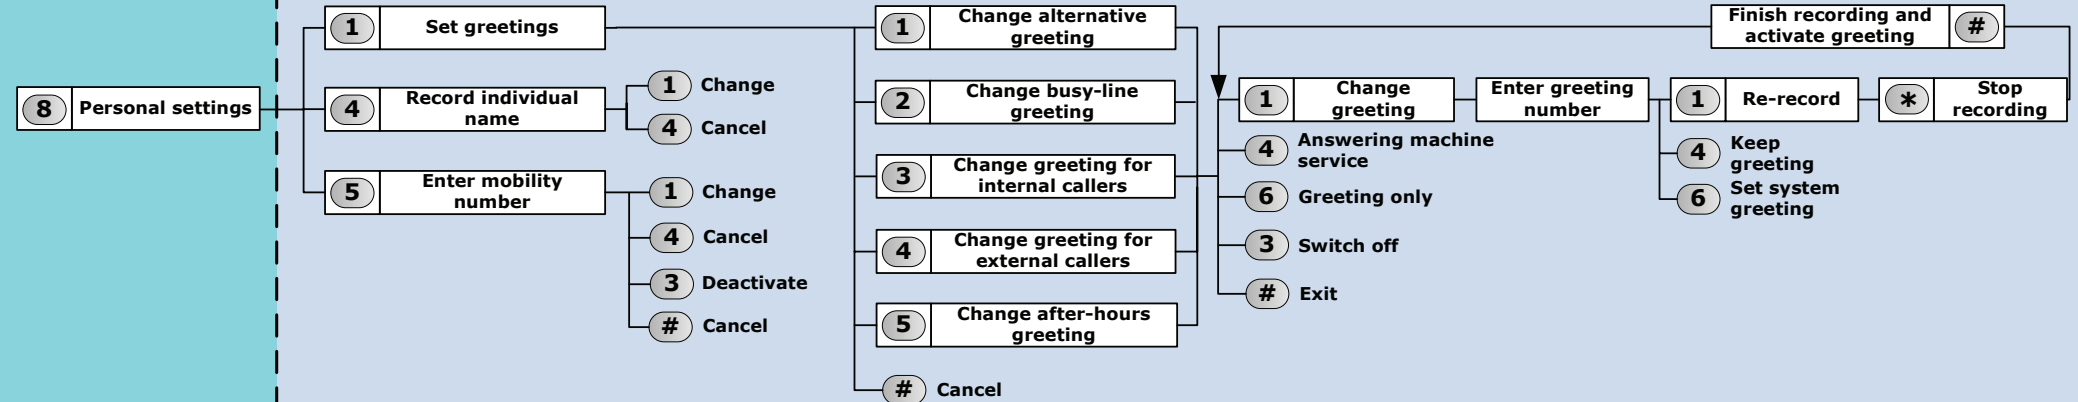 8 Personal settings
1 Set greetings
4 Record individual
name
1 Change
4 Cancel
5 Enter mobility
number
1 Change
4 Cancel
3 Deactivate
# Cancel
1 Change alternative
greeting
2 Change busy-line
greeting
3 Change greeting for
internal callers
4 Change greeting for
external callers
5 Change after-hours
greeting
# Cancel
1 Change
greeting
4 Answering machine
service
6 Greeting only
3 Switch off
# Exit
Enter greeting
number
1 Re-record
4 Keep
greeting
6 Set system
greeting
* Stop
recording
Finish recording and
activate greeting #